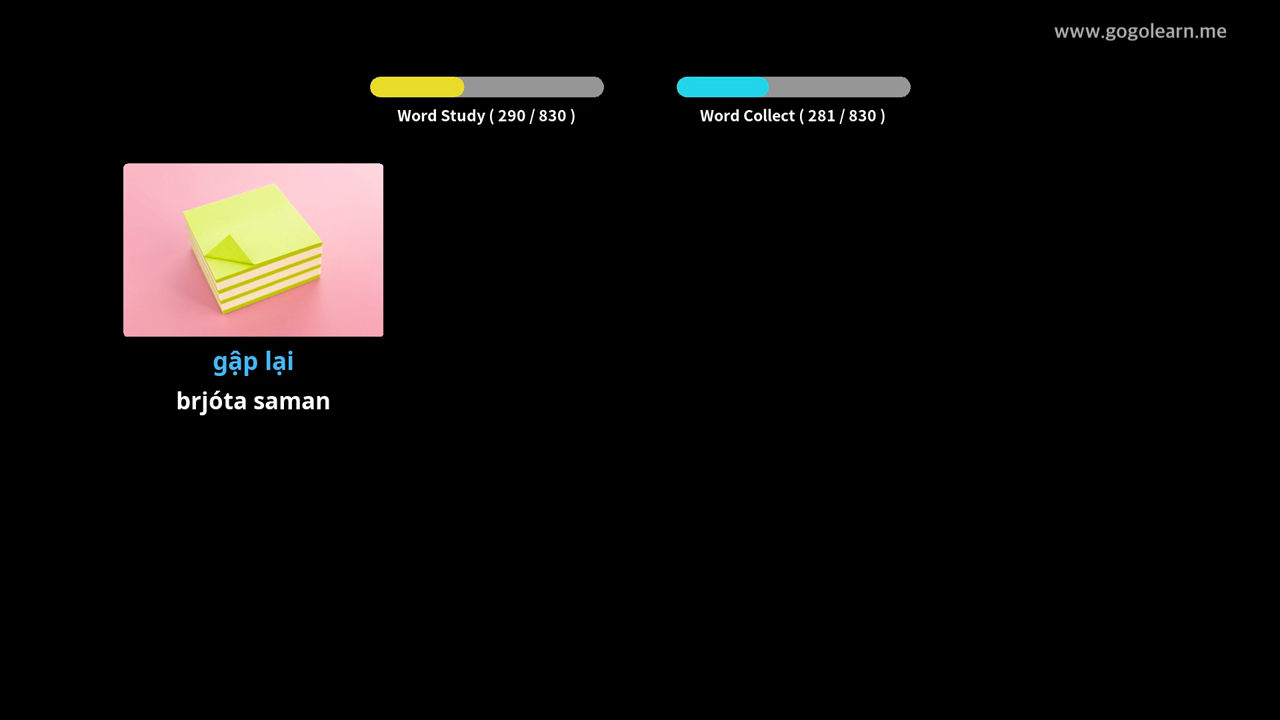 www.gogolearn.me
Word Study ( 290 / 830 )
Word Collect ( 281 / 830 )
gập lại
brjóta saman